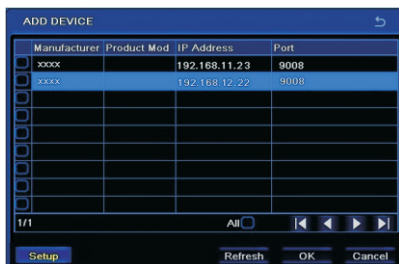 ADD DEVICE
Manufacturer Product Mod IP Address Port
xxxx 192.168.11.23 9008
xxxx 192.168.12.22 9008
1/1 All
Setup Refresh OK Cancel